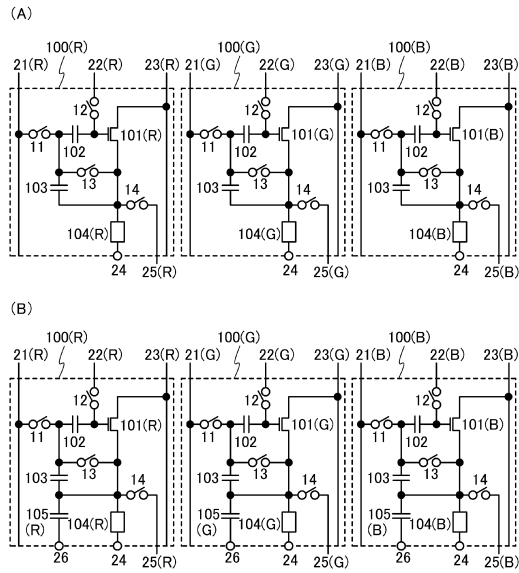 (A)
100(R) 100(G) 100(B)
21(R) 22(R) 23(R) 21(G) 22(G) 23(G) 21(B) 22(B) 23(B)
12 12 12
11 102 101(R) 11 102 101(G) 11 102 101(B)
103 13 14 103 13 14 103 13 14
104(R) 104(G) 104(B)
24 25(R) 24 25(G) 24 25(B)
(B)
100(R) 100(G) 100(B)
21(R) 22(R) 23(R) 21(G) 22(G) 23(G) 21(B) 22(B) 23(B)
12 12 12
11 102 101(R) 11 102 101(G) 11 102 101(B)
103 13 14 103 13 14 103 13 14
105 104(R) 105 104(G) 105 104(B)
(R) (G) (B)
26 24 25(R) 26 24 25(G) 26 24 25(B)